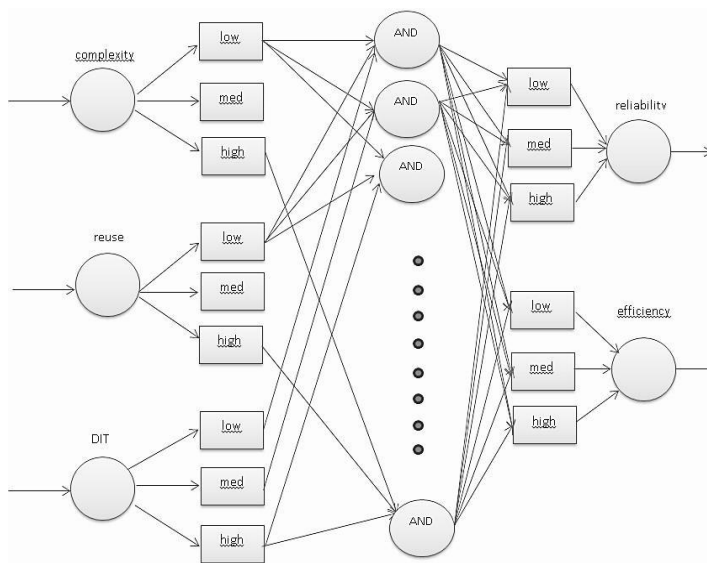 complexity
low
med
high
reuse
low
med
high
DIT
low
med
high
AND
AND
AND
AND
low
med
high
reliability
low
med
high
efficiency